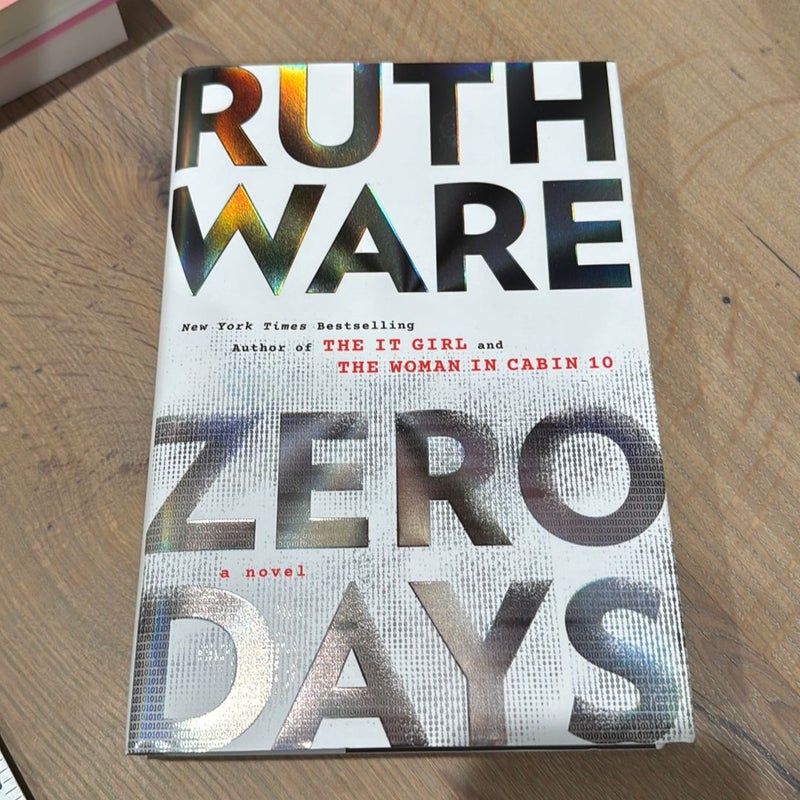 RUTH
WARE
New York Times Bestselling
Author of THE IT GIRL and
THE WOMAN IN CABIN 10
ZERO
a novel
DAYS